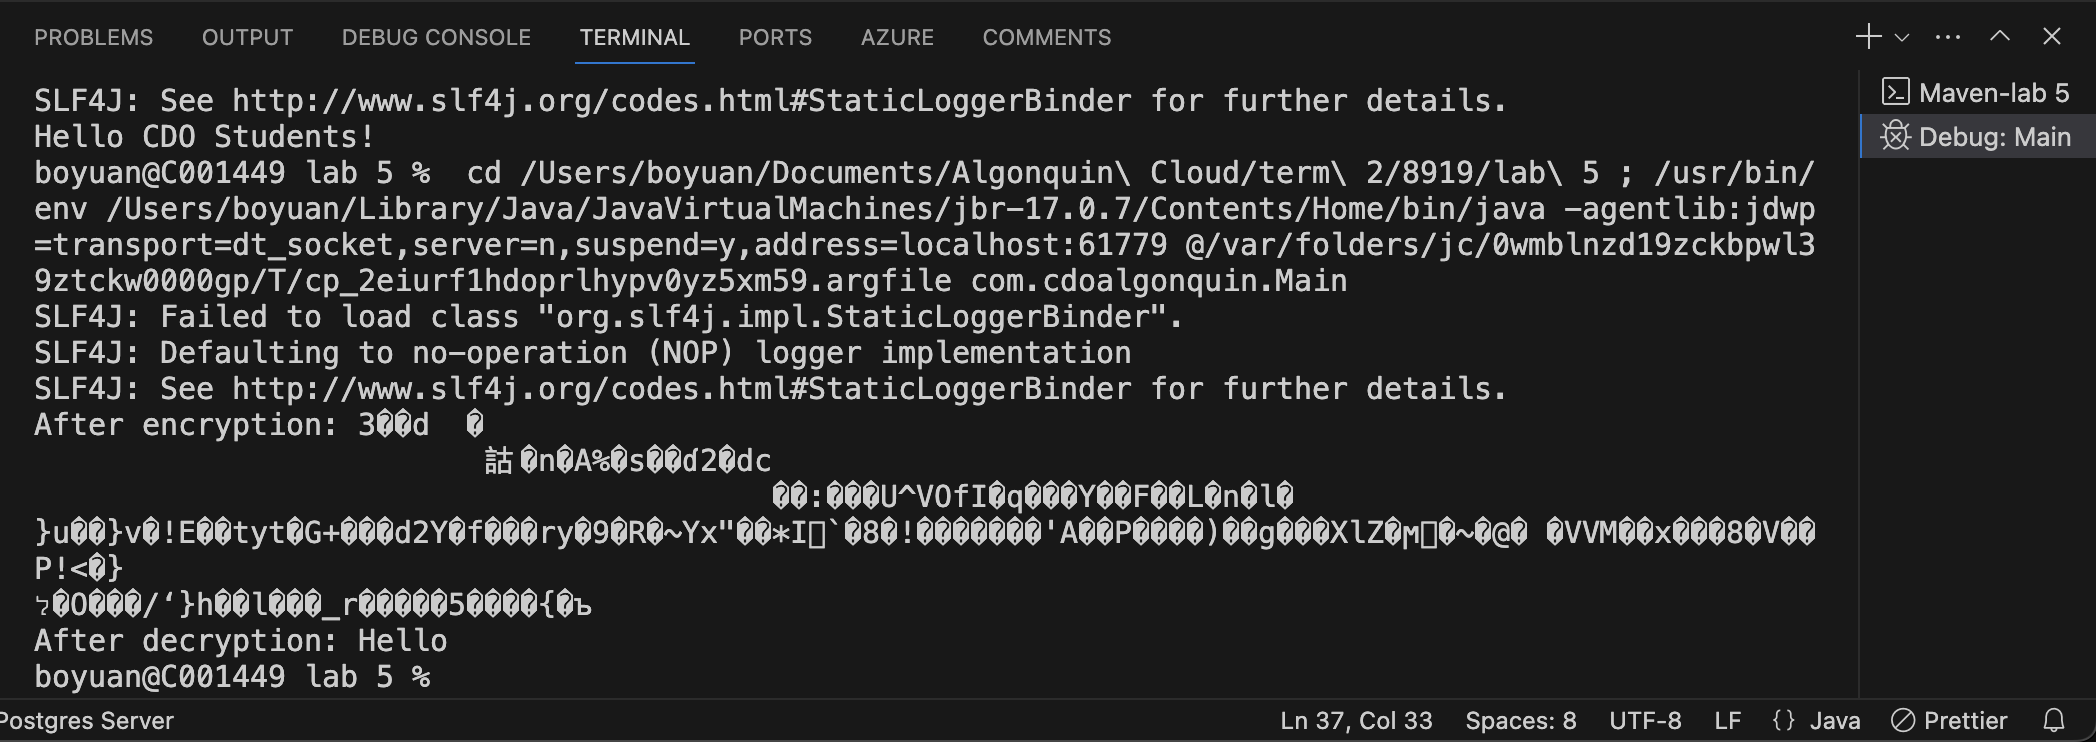 PROBLEMS OUTPUT DEBUG CONSOLE TERMINAL PORTS AZURE COMMENTS
SLF4J: See http://www.slf4j.org/codes.html#StaticLoggerBinder for further details.
Hello CDO Students!
boyuan@C001449 lab 5 %  cd /Users/boyuan/Documents/Algonquin\ Cloud/term\ 2/8919/lab\ 5 ; /usr/bin/
env /Users/boyuan/Library/Java/JavaVirtualMachines/jbr-17.0.7/Contents/Home/bin/java -agentlib:jdwp
=transport=dt_socket,server=n,suspend=y,address=localhost:61779 @/var/folders/jc/0wmblnzd19zckbpwl3
9ztckw0000gp/T/cp_2eiurf1hdoprlhypv0yz5xm59.argfile com.cdoalgonquin.Main
SLF4J: Failed to load class "org.slf4j.impl.StaticLoggerBinder".
SLF4J: Defaulting to no-operation (NOP) logger implementation
SLF4J: See http://www.slf4j.org/codes.html#StaticLoggerBinder for further details.
After encryption: 3��d  �
詁�n�A%�s��ɗ2�dc
��:���U^VOfI�q���Y��F��L�n�l�
}u��}v�!E��tyt�G+���d2Y�f���ry�9�R�~Yx"��*I▯`�8�!�������'A��P����)��g���XlZ�ϻ▯�~�@� �VVM��x���8�V��
P!<�}
ל�O���/‘}h��l���_r�����5����{�ъ
After decryption: Hello
boyuan@C001449 lab 5 %
Maven-lab 5
Debug: Main
Postgres Server
Ln 37, Col 33 Spaces: 8 UTF-8 LF {} Java Prettier